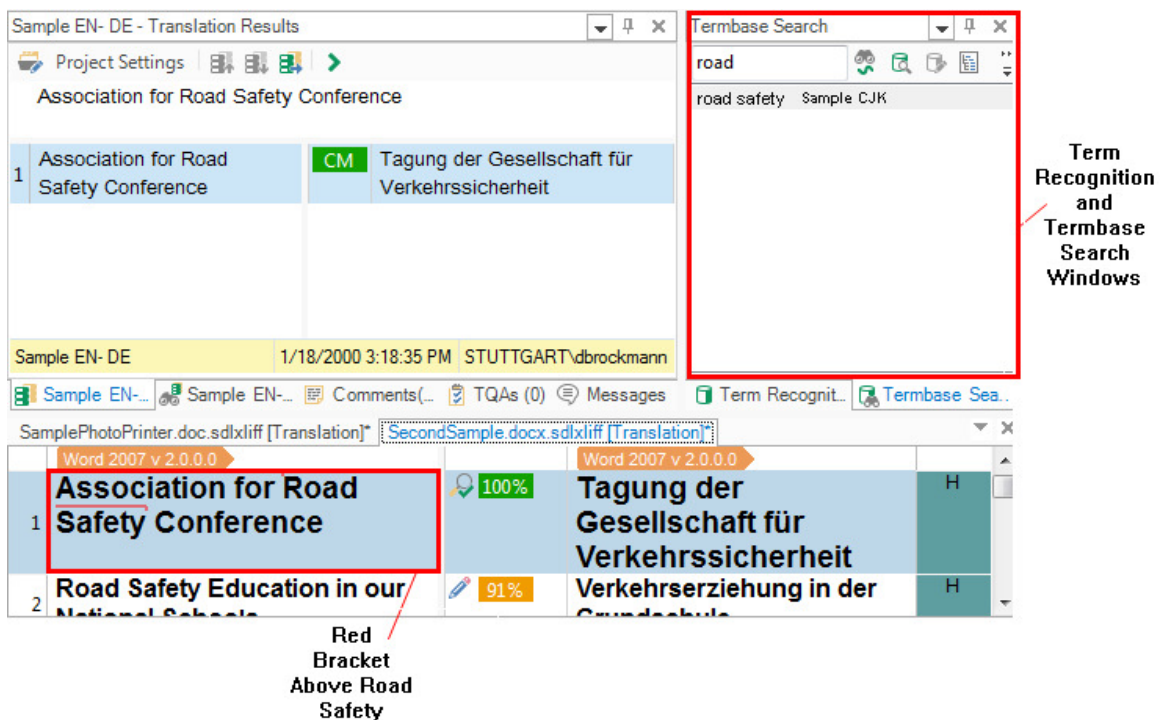 Sample EN- DE - Translation Results
Project Settings
Association for Road Safety Conference
1 Association for Road Safety Conference CM Tagung der Gesellschaft für Verkehrssicherheit
Sample EN- DE 1/18/2000 3:18:35 PM STUTTGART\dbrockmann
Sample EN-... Sample EN-... Comments(... TQAs (0) Messages
Termbase Search
road
road safety Sample CJK
Term Recognit... Termbase Sea..
Term
Recognition
and
Termbase
Search
Windows
SamplePhotoPrinter.doc.sdlxliff [Translation]* SecondSample.docx.sdlxliff [Translation]*
Word 2007 v 2.0.0.0 Word 2007 v 2.0.0.0
1 Association for Road Safety Conference 100% Tagung der Gesellschaft für Verkehrssicherheit H
2 Road Safety Education in our National Schools 91% Verkehrserziehung in der Grundschule H
Red
Bracket
Above Road
Safety